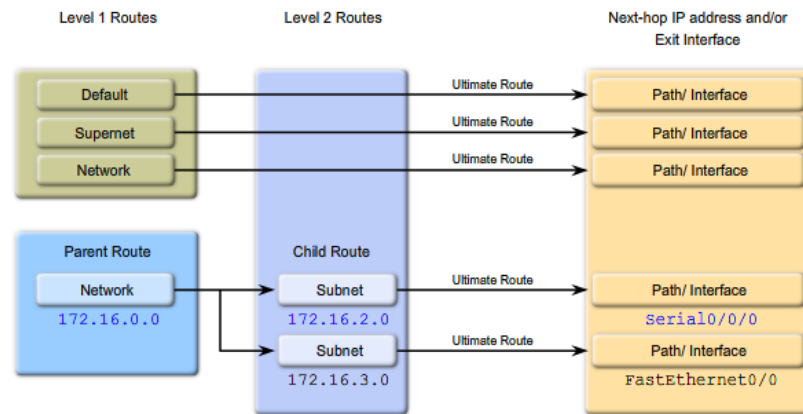 Level 1 Routes
Level 2 Routes
Next-hop IP address and/or
Exit Interface
Default
Ultimate Route
Path/ Interface
Supernet
Ultimate Route
Path/ Interface
Network
Ultimate Route
Path/ Interface
Parent Route
Child Route
Network
Subnet
Ultimate Route
Path/ Interface
172.16.0.0
172.16.2.0
Serial0/0/0
Subnet
Ultimate Route
Path/ Interface
172.16.3.0
FastEthernet0/0